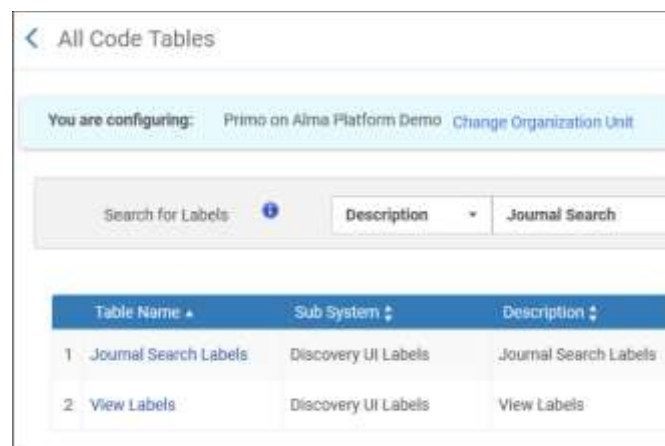 All Code Tables
You are configuring: Primo on Alma Platform Demo Change Organization Unit
Search for Labels Description Journal Search
Table Name Sub System Description
1 Journal Search Labels Discovery UI Labels Journal Search Labels
2 View Labels Discovery UI Labels View Labels